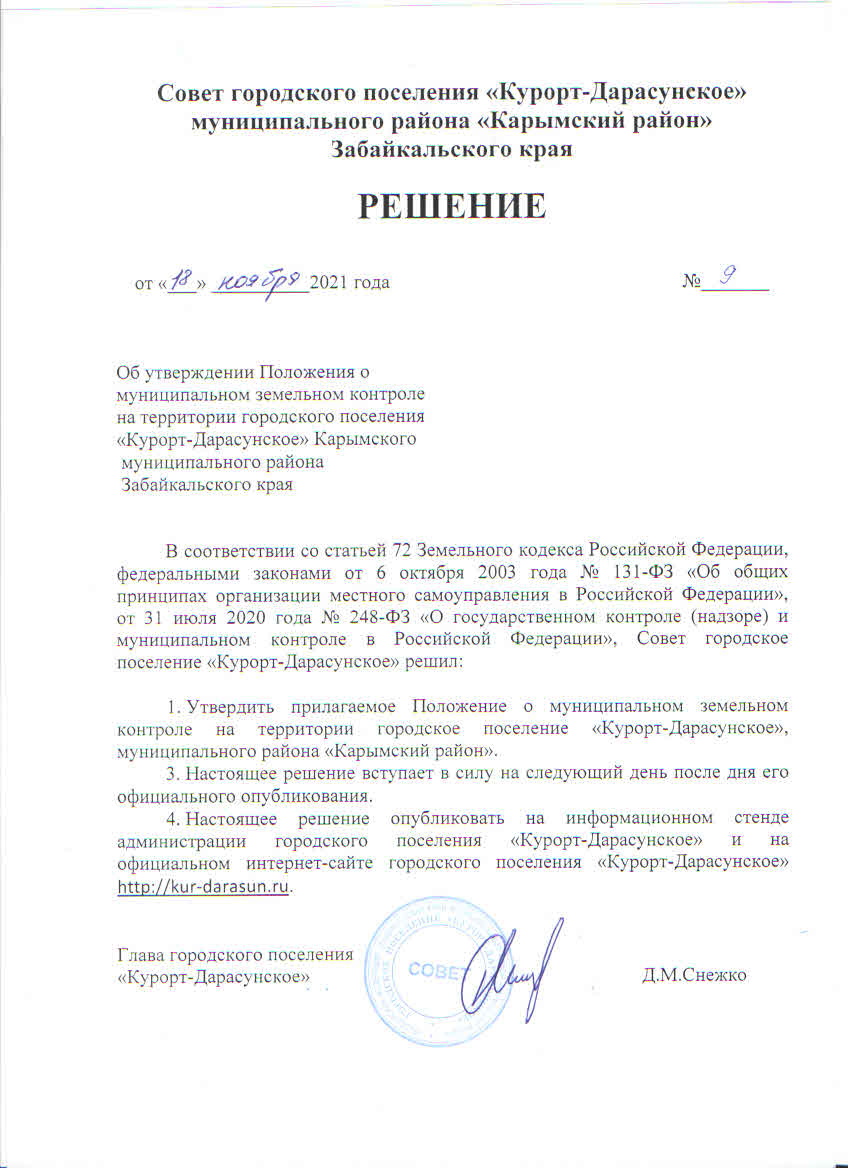 Совет городского поселения «Курорт-Дарасунское»
муниципального района «Карымский район»
Забайкальского края
РЕШЕНИЕ
от «18» ноября 2021 года № 9
Об утверждении Положения о
муниципальном земельном контроле
на территории городского поселения
«Курорт-Дарасунское» Карымского
муниципального района
Забайкальского края
В соответствии со статьей 72 Земельного кодекса Российской Федерации,
федеральными законами от 6 октября 2003 года № 131-ФЗ «Об общих
принципах организации местного самоуправления в Российской Федерации»,
от 31 июля 2020 года № 248-ФЗ «О государственном контроле (надзоре) и
муниципальном контроле в Российской Федерации», Совет городское
поселение «Курорт-Дарасунское» решил:
1. Утвердить прилагаемое Положение о муниципальном земельном
контроле на территории городское поселение «Курорт-Дарасунское»,
муниципального района «Карымский район».
3. Настоящее решение вступает в силу на следующий день после дня его
официального опубликования.
4. Настоящее решение опубликовать на информационном стенде
администрации городского поселения «Курорт-Дарасунское» и на
официальном интернет-сайте городского поселения «Курорт-Дарасунское»
http://kur-darasun.ru.
Глава городского поселения
«Курорт-Дарасунское» Д.М.Снежко
СОВЕТ